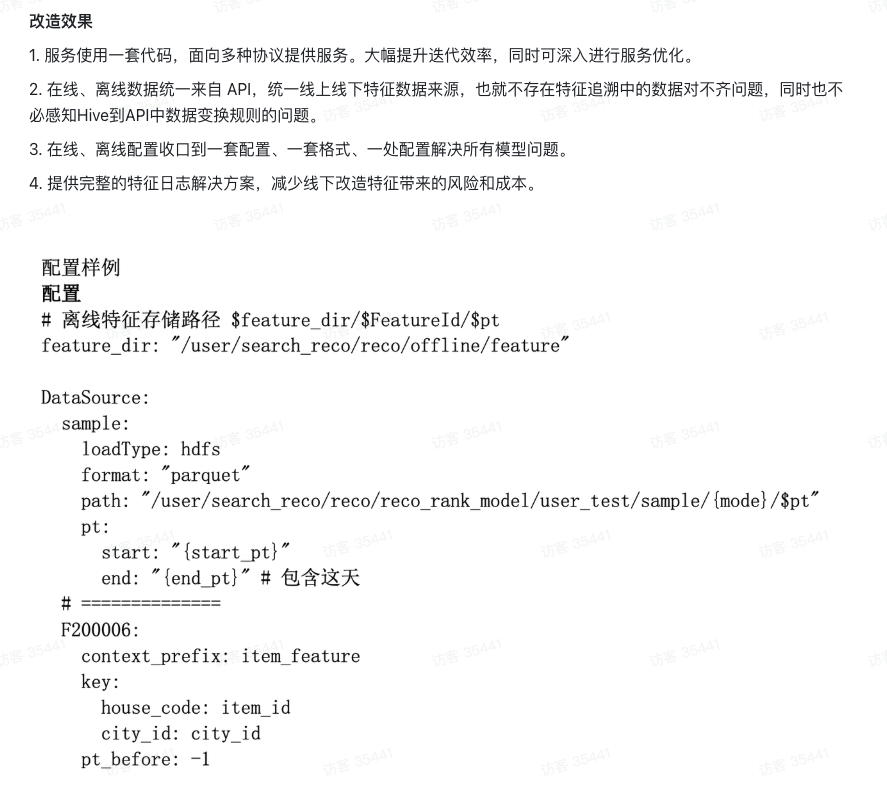 改造效果
1. 服务使用一套代码，面向多种协议提供服务。大幅提升迭代效率，同时可深入进行服务优化。
2. 在线、离线数据统一来自 API，统一线上线下特征数据来源，也就不存在特征追溯中的数据对不齐问题，同时也不
必感知Hive到API中数据变换规则的问题。
3. 在线、离线配置收口到一套配置、一套格式、一处配置解决所有模型问题。
4. 提供完整的特征日志解决方案，减少线下改造特征带来的风险和成本。
配置样例
配置
# 离线特征存储路径 $feature_dir/$FeatureId/$pt
feature_dir: "/user/search_reco/reco/offline/feature"
DataSource:
  sample:
    loadType: hdfs
    format: "parquet"
    path: "/user/search_reco/reco/reco_rank_model/user_test/sample/{mode}/$pt"
    pt:
      start: "{start_pt}"
      end: "{end_pt}" # 包含这天
  # ==============
  F200006:
    context_prefix: item_feature
    key:
      house_code: item_id
      city_id: city_id
    pt_before: -1
访客 35441